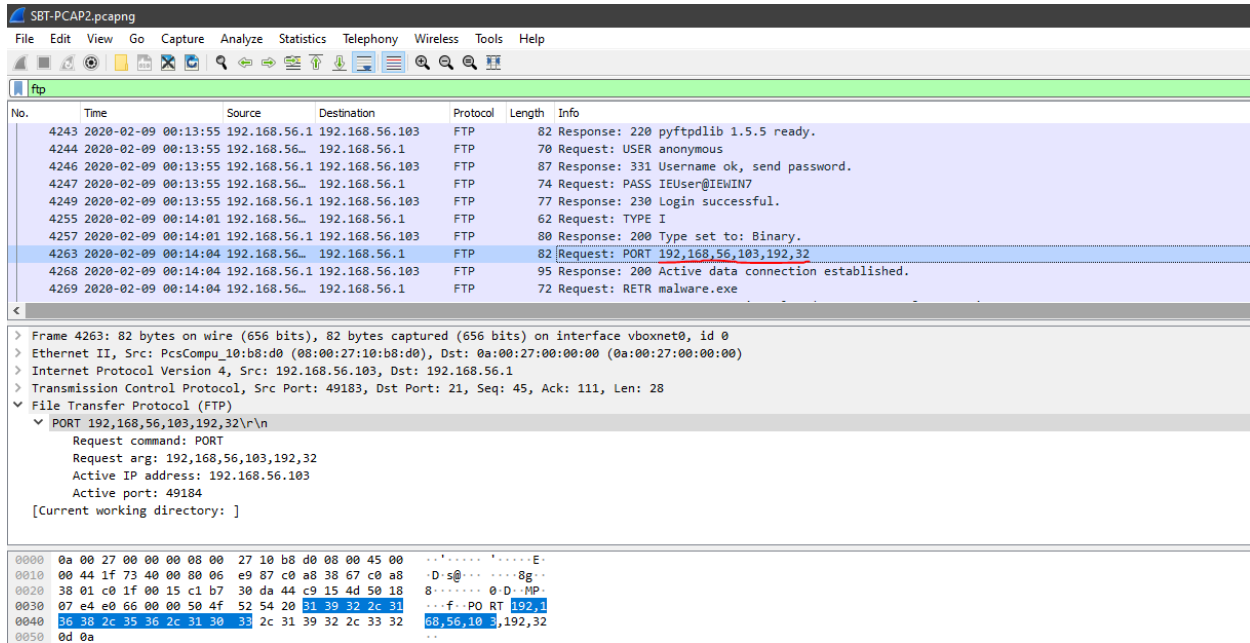 SBT-PCAP2.pcapng
File Edit View Go Capture Analyze Statistics Telephony Wireless Tools Help
ftp
No. Time Source Destination Protocol Length Info
4243 2020-02-09 00:13:55 192.168.56.1 192.168.56.103 FTP 82 Response: 220 pyftpdlib 1.5.5 ready.
4244 2020-02-09 00:13:55 192.168.56… 192.168.56.1 FTP 70 Request: USER anonymous
4246 2020-02-09 00:13:55 192.168.56.1 192.168.56.103 FTP 87 Response: 331 Username ok, send password.
4247 2020-02-09 00:13:55 192.168.56… 192.168.56.1 FTP 74 Request: PASS IEUser@IEWIN7
4249 2020-02-09 00:13:55 192.168.56.1 192.168.56.103 FTP 77 Response: 230 Login successful.
4255 2020-02-09 00:14:01 192.168.56… 192.168.56.1 FTP 62 Request: TYPE I
4257 2020-02-09 00:14:01 192.168.56.1 192.168.56.103 FTP 80 Response: 200 Type set to: Binary.
4263 2020-02-09 00:14:04 192.168.56… 192.168.56.1 FTP 82 Request: PORT 192,168,56,103,192,32
4268 2020-02-09 00:14:04 192.168.56.1 192.168.56.103 FTP 95 Response: 200 Active data connection established.
4269 2020-02-09 00:14:04 192.168.56… 192.168.56.1 FTP 72 Request: RETR malware.exe
> Frame 4263: 82 bytes on wire (656 bits), 82 bytes captured (656 bits) on interface vboxnet0, id 0
> Ethernet II, Src: PcsCompu_10:b8:d0 (08:00:27:10:b8:d0), Dst: 0a:00:27:00:00:00 (0a:00:27:00:00:00)
> Internet Protocol Version 4, Src: 192.168.56.103, Dst: 192.168.56.1
> Transmission Control Protocol, Src Port: 49183, Dst Port: 21, Seq: 45, Ack: 111, Len: 28
File Transfer Protocol (FTP)
PORT 192,168,56,103,192,32\r\n
Request command: PORT
Request arg: 192,168,56,103,192,32
Active IP address: 192.168.56.103
Active port: 49184
[Current working directory: ]
0000 0a 00 27 00 00 00 08 00 27 10 b8 d0 08 00 45 00 ··'····· '·····E·
0010 00 44 1f 73 40 00 80 06 e9 87 c0 a8 38 67 c0 a8 ·D·s@··· ····8g··
0020 38 01 c0 1f 00 15 c1 b7 30 da 44 c9 15 4d 50 18 8······· 0·D··MP·
0030 07 e4 e0 66 00 00 50 4f 52 54 20 31 39 32 2c 31 ···f··PO RT 192,1
0040 36 38 2c 35 36 2c 31 30 33 2c 31 39 32 2c 33 32 68,56,10 3,192,32
0050 0d 0a ··